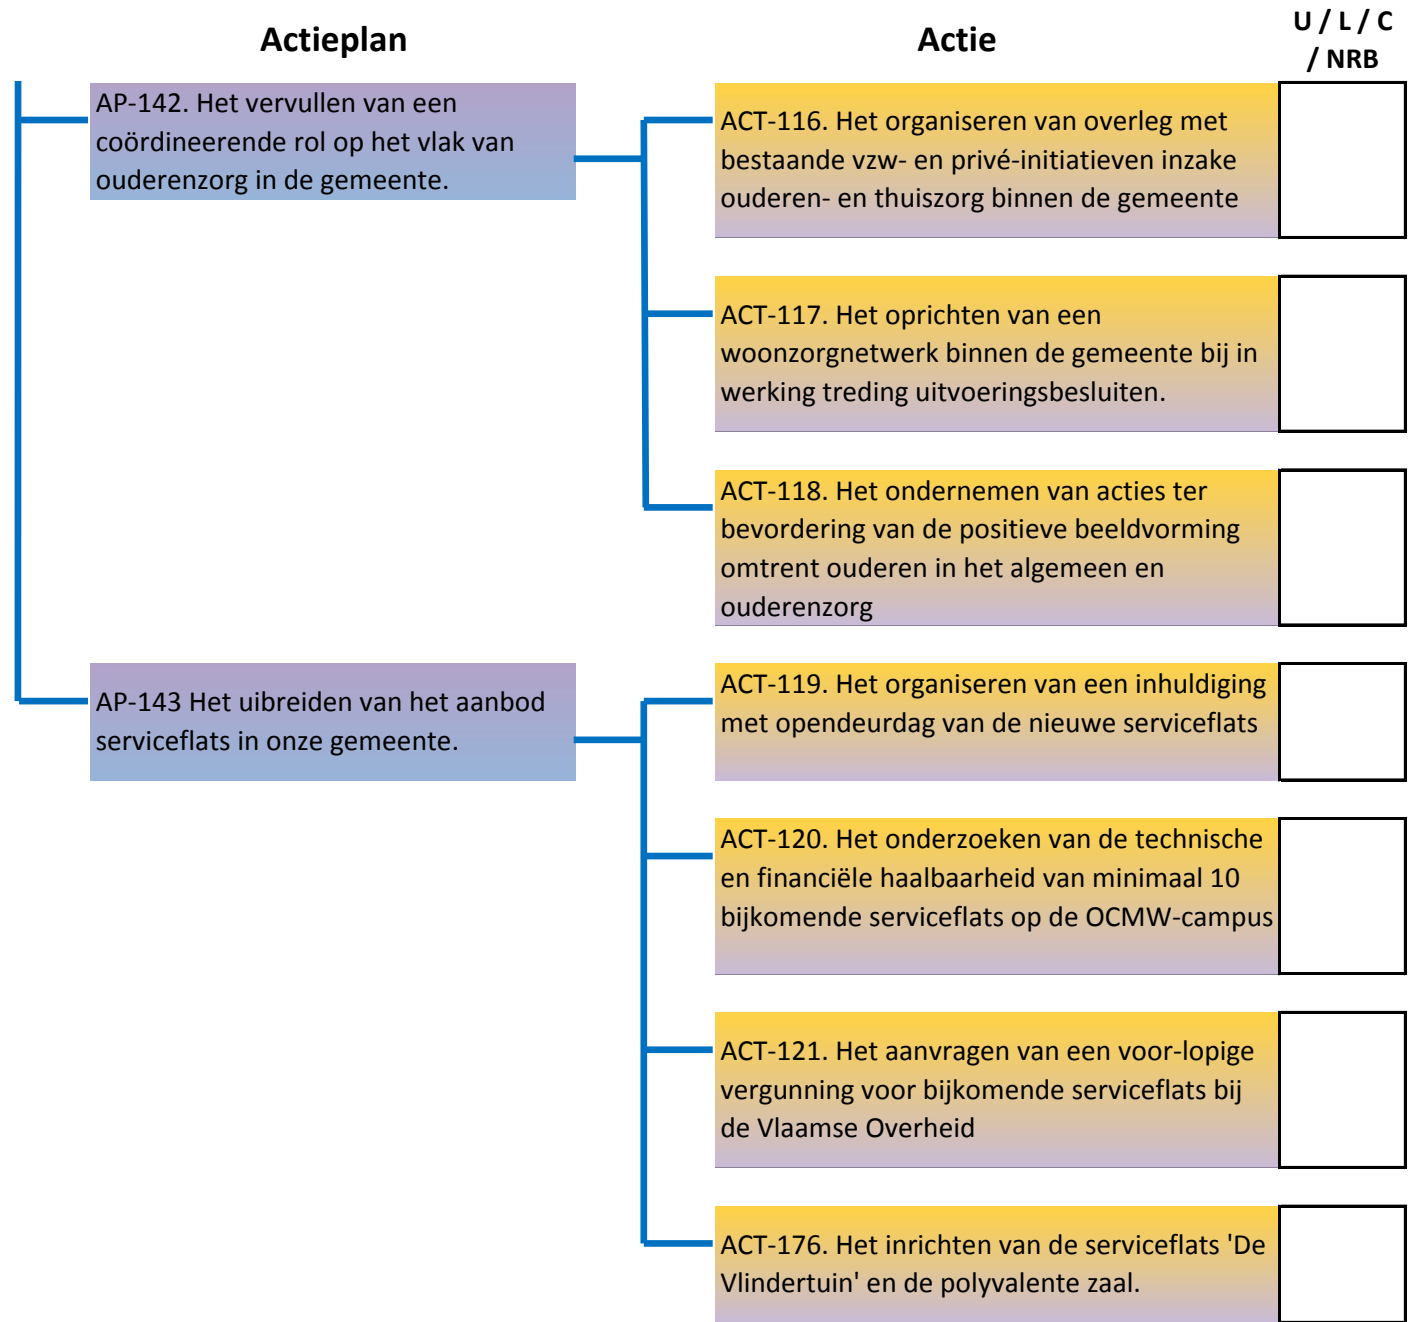 Actieplan
Actie
U / L / C
/ NRB
AP-142. Het vervullen van een
coördineerende rol op het vlak van
ouderenzorg in de gemeente.
ACT-116. Het organiseren van overleg met
bestaande vzw- en privé-initiatieven inzake
ouderen- en thuiszorg binnen de gemeente
ACT-117. Het oprichten van een
woonzorgnetwerk binnen de gemeente bij in
werking treding uitvoeringsbesluiten.
ACT-118. Het ondernemen van acties ter
bevordering van de positieve beeldvorming
omtrent ouderen in het algemeen en
ouderenzorg
AP-143 Het uibreiden van het aanbod
serviceflats in onze gemeente.
ACT-119. Het organiseren van een inhuldiging
met opendeurdag van de nieuwe serviceflats
ACT-120. Het onderzoeken van de technische
en financiële haalbaarheid van minimaal 10
bijkomende serviceflats op de OCMW-campus
ACT-121. Het aanvragen van een voor-lopige
vergunning voor bijkomende serviceflats bij
de Vlaamse Overheid
ACT-176. Het inrichten van de serviceflats 'De
Vlindertuin' en de polyvalente zaal.